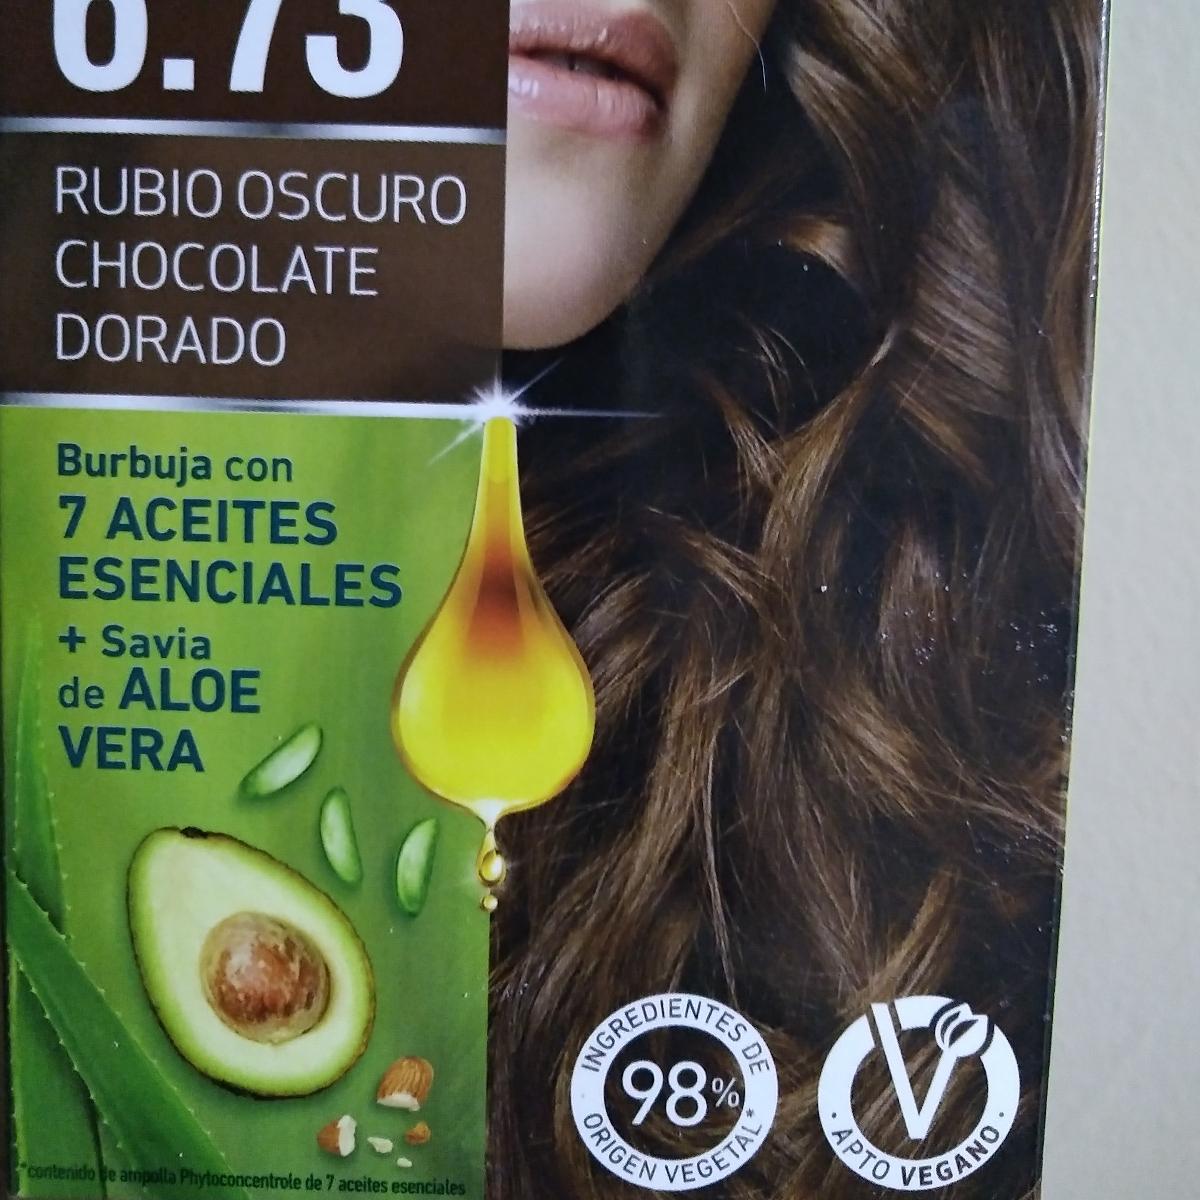 6.73
RUBIO OSCURO
CHOCOLATE
DORADO
Burbuja con
7 ACEITES
ESENCIALES
+ Savia
de ALOE
VERA
INGREDIENTES DE
98%
ORIGEN VEGETAL*
V
· APTO VEGANO ·
*contenido de ampolla Phytoconcentrole de 7 aceites esenciales